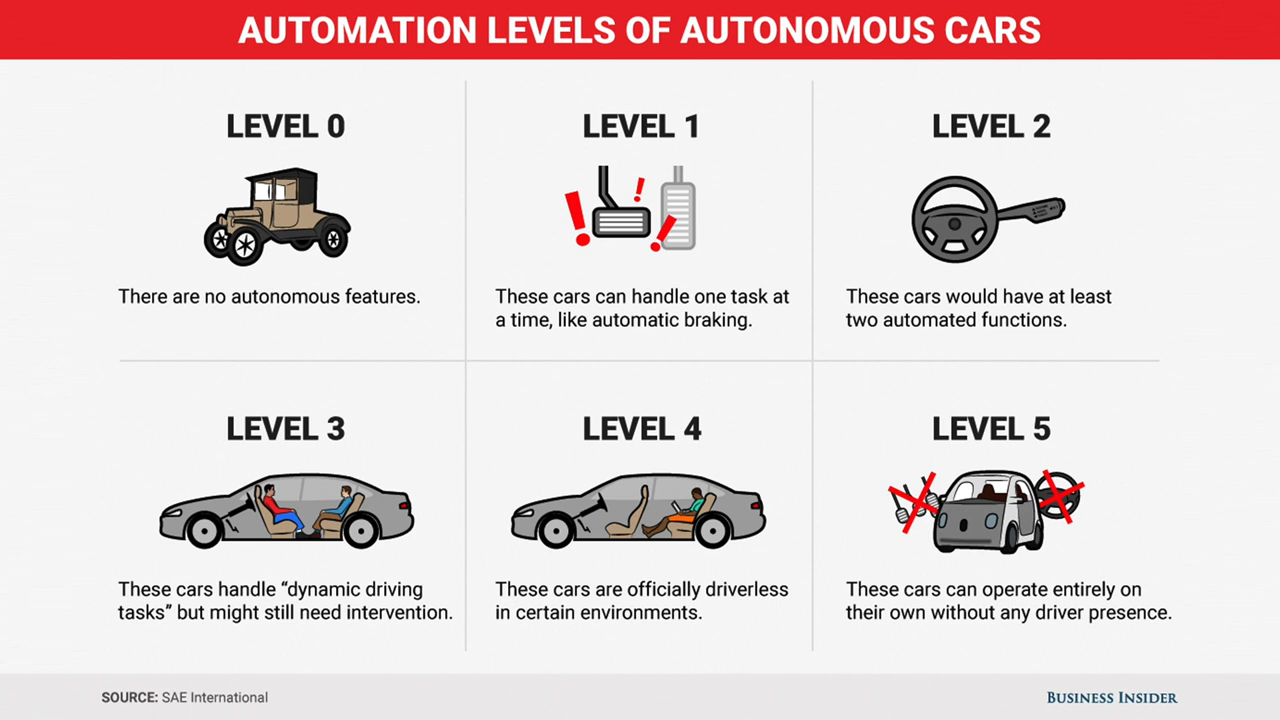 AUTOMATION LEVELS OF AUTONOMOUS CARS
LEVEL 0
There are no autonomous features.
LEVEL 1
These cars can handle one task at
a time, like automatic braking.
LEVEL 2
These cars would have at least
two automated functions.
LEVEL 3
These cars handle “dynamic driving
tasks” but might still need intervention.
LEVEL 4
These cars are officially driverless
in certain environments.
LEVEL 5
These cars can operate entirely on
their own without any driver presence.
SOURCE: SAE International
BUSINESS INSIDER